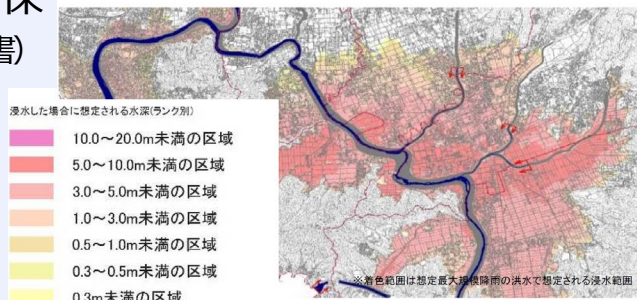 書)
浸水した場合に想定される水深(ランク別)
10.0～20.0m未満の区域
5.0～10.0m未満の区域
3.0～5.0m未満の区域
1.0～3.0m未満の区域
0.5～1.0m未満の区域
0.3～0.5m未満の区域
0.3m未満の区域
※着色範囲は想定最大規模降雨の洪水で想定される浸水範囲